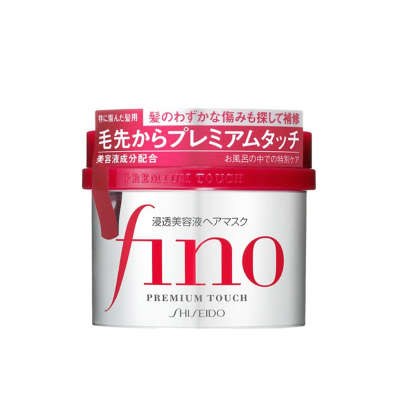 特に傷んだ髪用
髪のわずかな傷みも探して補修
毛先からプレミアムタッチ
美容液成分配合
お風呂の中での特別ケア
PREMIUM TOUCH
浸透美容液ヘアマスク
fino
PREMIUM TOUCH
SHISEIDO